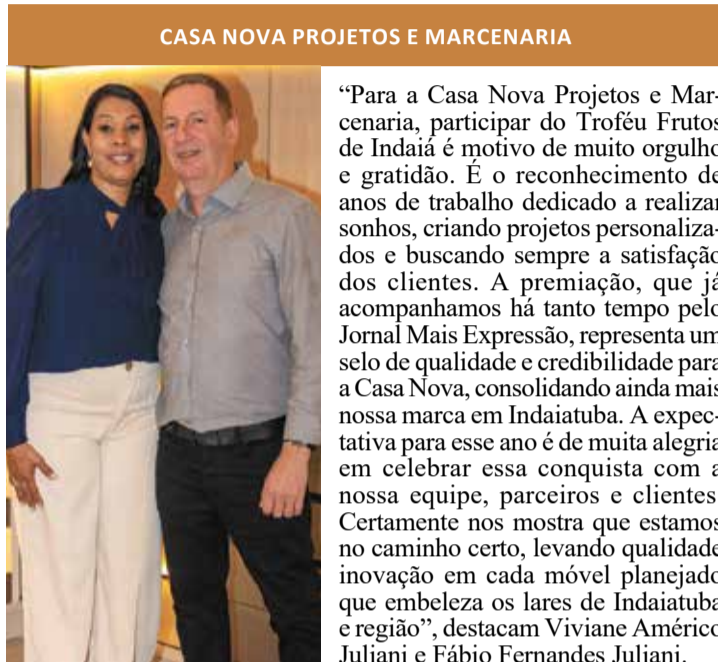 CASA NOVA PROJETOS E MARCENARIA
“Para a Casa Nova Projetos e Mar-
cenaria, participar do Troféu Frutos
de Indaiá é motivo de muito orgulho
e gratidão. É o reconhecimento de
anos de trabalho dedicado a realizar
sonhos, criando projetos personaliza-
dos e buscando sempre a satisfação
dos clientes. A premiação, que já
acompanhamos há tanto tempo pelo
Jornal Mais Expressão, representa um
selo de qualidade e credibilidade para
a Casa Nova, consolidando ainda mais
nossa marca em Indaiatuba. A expec-
tativa para esse ano é de muita alegria
em celebrar essa conquista com a
nossa equipe, parceiros e clientes
Certamente nos mostra que estamos
no caminho certo, levando qualidade
inovação em cada móvel planejado
que embeleza os lares de Indaiatuba
e região”, destacam Viviane Américo
Juliani e Fábio Fernandes Juliani.